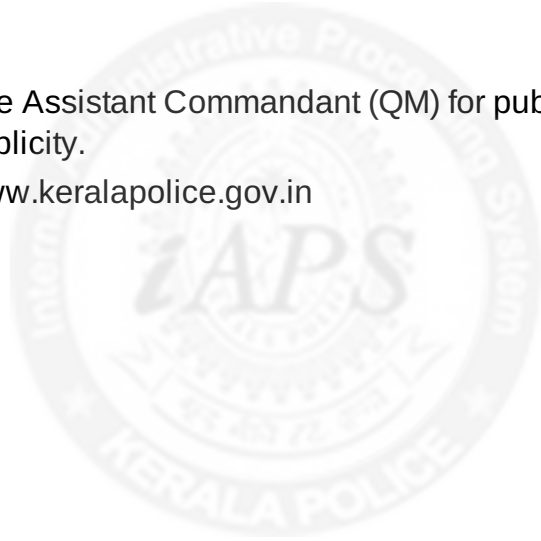 e Assistant Commandant (QM) for pub
blicity.
ww.keralapolice.gov.in
Internal Administrative Processing System
iAPS
KERALA POLICE